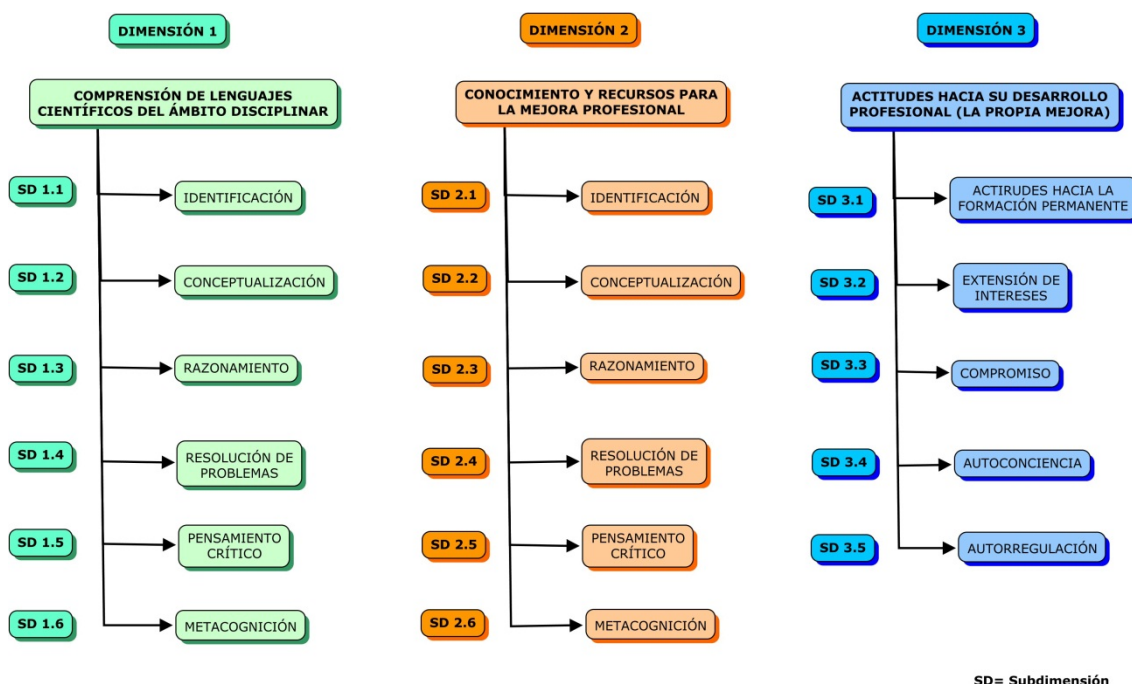 DIMENSIÓN 1
COMPRENSIÓN DE LENGUAJES
CIENTÍFICOS DEL ÁMBITO DISCIPLINAR
SD 1.1
IDENTIFICACIÓN
SD 1.2
CONCEPTUALIZACIÓN
SD 1.3
RAZONAMIENTO
SD 1.4
RESOLUCIÓN DE
PROBLEMAS
SD 1.5
PENSAMIENTO
CRÍTICO
SD 1.6
METACOGNICIÓN
DIMENSIÓN 2
CONOCIMIENTO Y RECURSOS PARA
LA MEJORA PROFESIONAL
SD 2.1
IDENTIFICACIÓN
SD 2.2
CONCEPTUALIZACIÓN
SD 2.3
RAZONAMIENTO
SD 2.4
RESOLUCIÓN DE
PROBLEMAS
SD 2.5
PENSAMIENTO
CRÍTICO
SD 2.6
METACOGNICIÓN
DIMENSIÓN 3
ACTITUDES HACIA SU DESARROLLO
PROFESIONAL (LA PROPIA MEJORA)
SD 3.1
ACTIRUDES HACIA LA
FORMACIÓN PERMANENTE
SD 3.2
EXTENSIÓN DE
INTERESES
SD 3.3
COMPROMISO
SD 3.4
AUTOCONCIENCIA
SD 3.5
AUTORREGULACIÓN
SD= Subdimensión